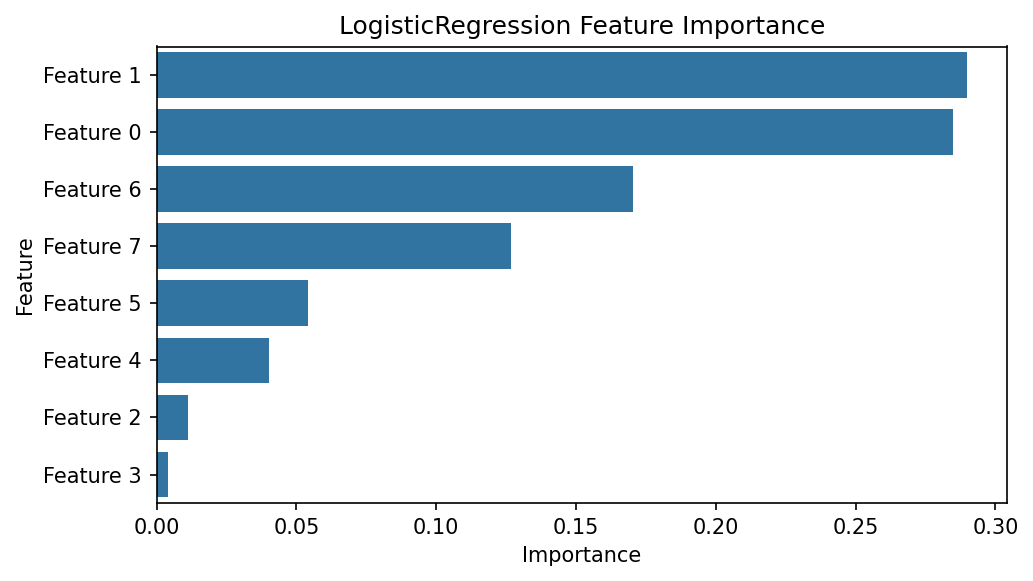 LogisticRegression Feature Importance
Feature 1
Feature 0
Feature 6
Feature 7
Feature 5
Feature 4
Feature 2
Feature 3
Feature
0.00 0.05 0.10 0.15 0.20 0.25 0.30
Importance